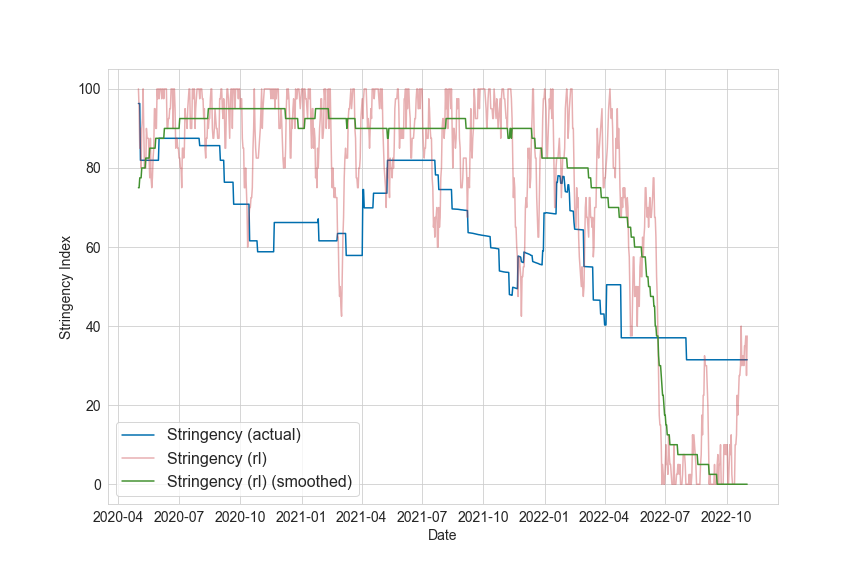 100
80
60
40
20
0
Stringency Index
Stringency (actual)
Stringency (rl)
Stringency (rl) (smoothed)
2020-04 2020-07 2020-10 2021-01 2021-04 2021-07 2021-10 2022-01 2022-04 2022-07 2022-10
Date